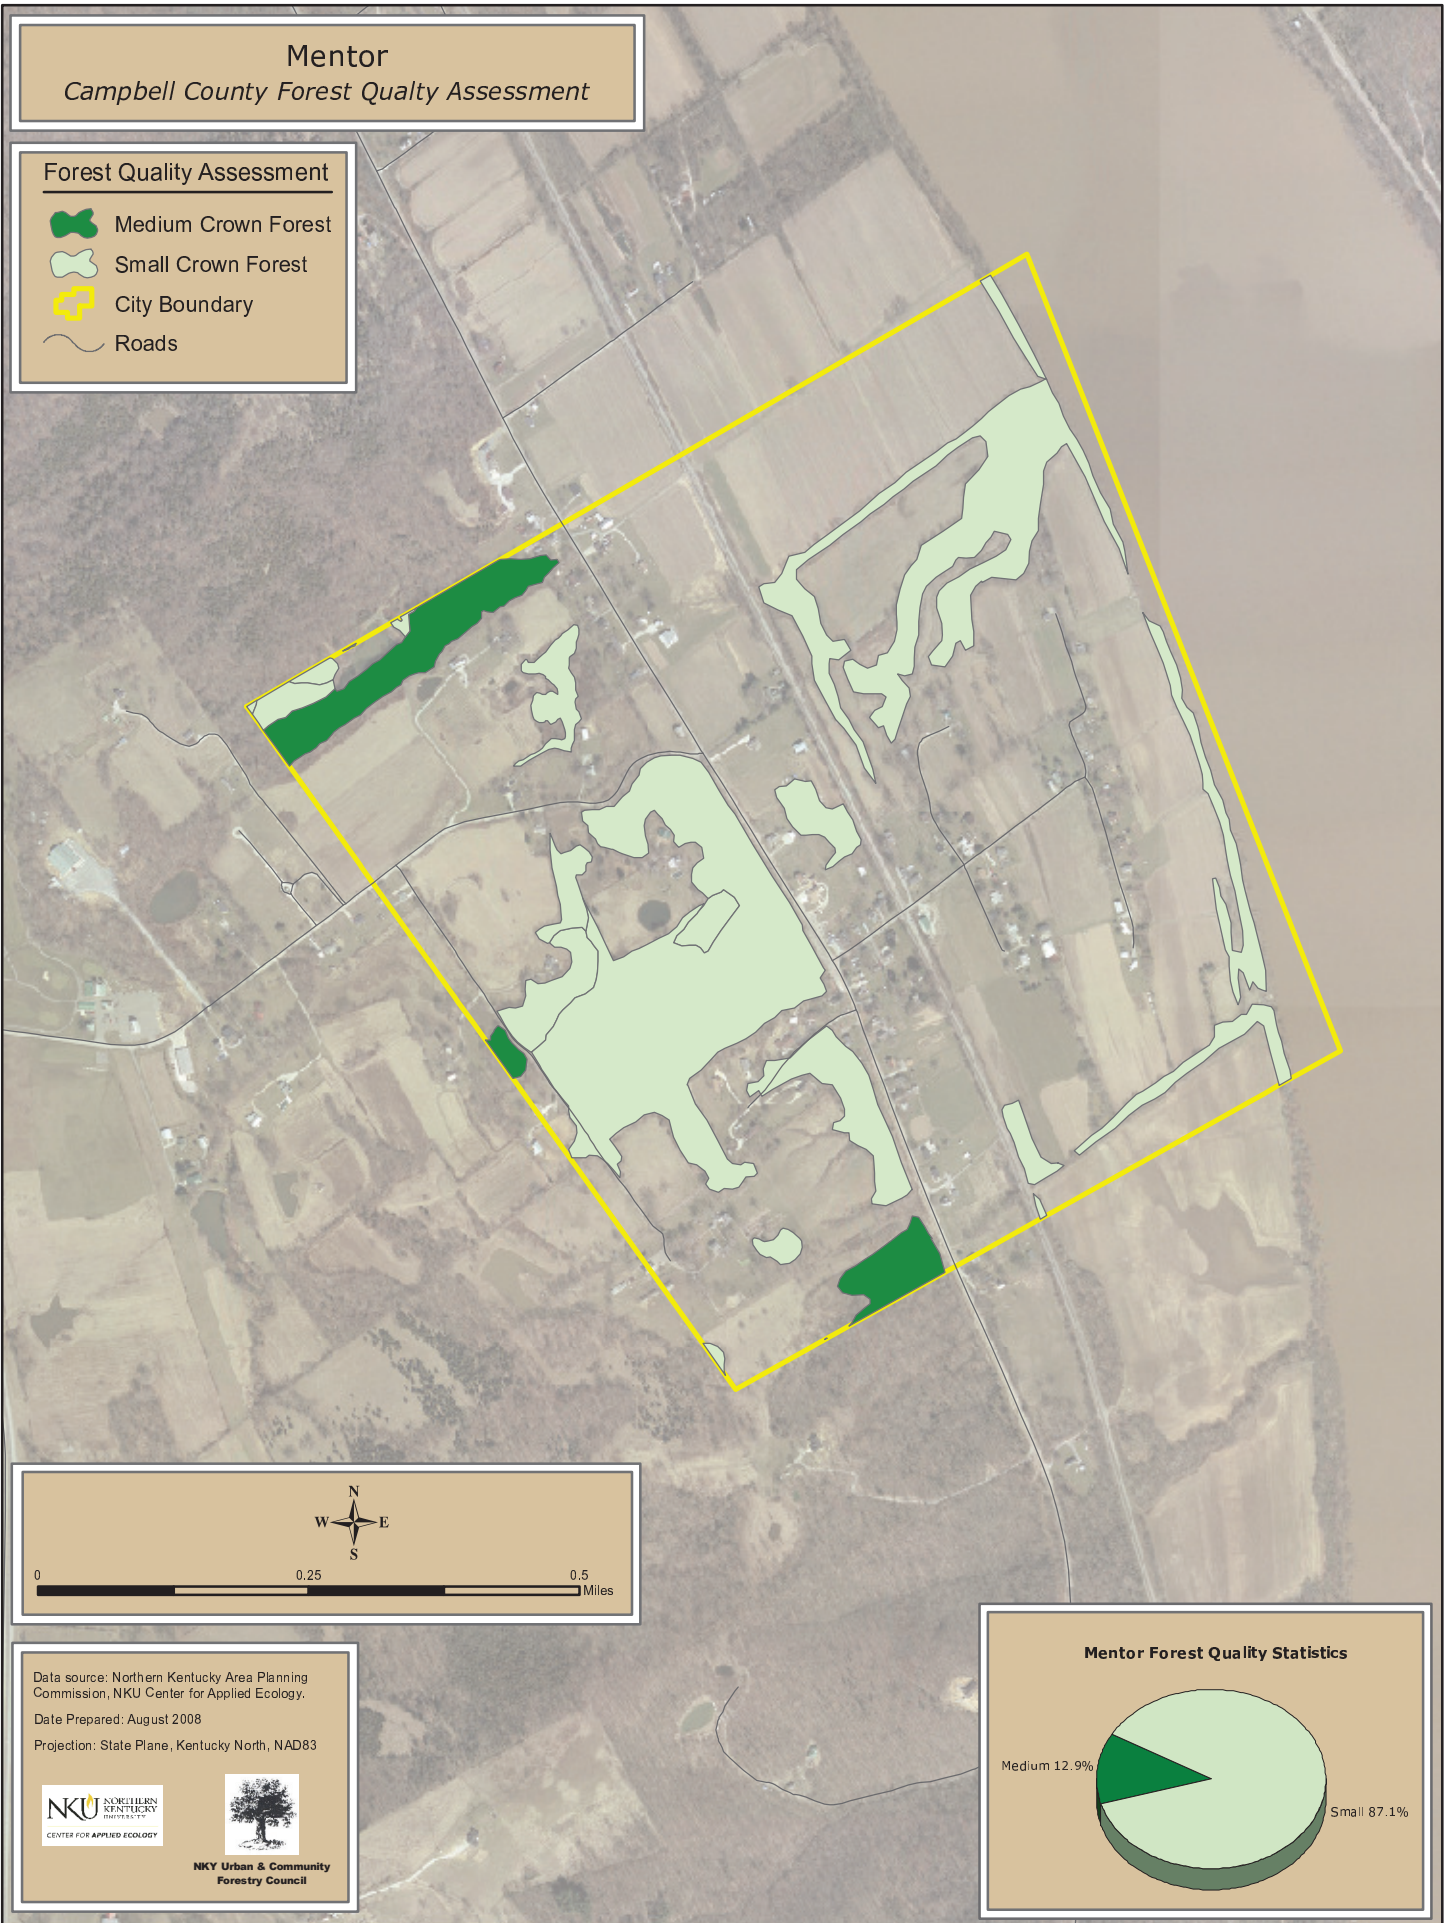 Mentor
Campbell County Forest Qualty Assessment
Forest Quality Assessment
Medium Crown Forest
Small Crown Forest
City Boundary
Roads
N
W E
S
0 0.25 0.5
Miles
Data source: Northern Kentucky Area Planning
Commission, NKU Center for Applied Ecology.
Date Prepared: August 2008
Projection: State Plane, Kentucky North, NAD83
NKU NORTHERN
KENTUCKY
UNIVERSITY
CENTER FOR APPLIED ECOLOGY
NKY Urban & Community
Forestry Council
Mentor Forest Quality Statistics
Medium 12.9%
Small 87.1%